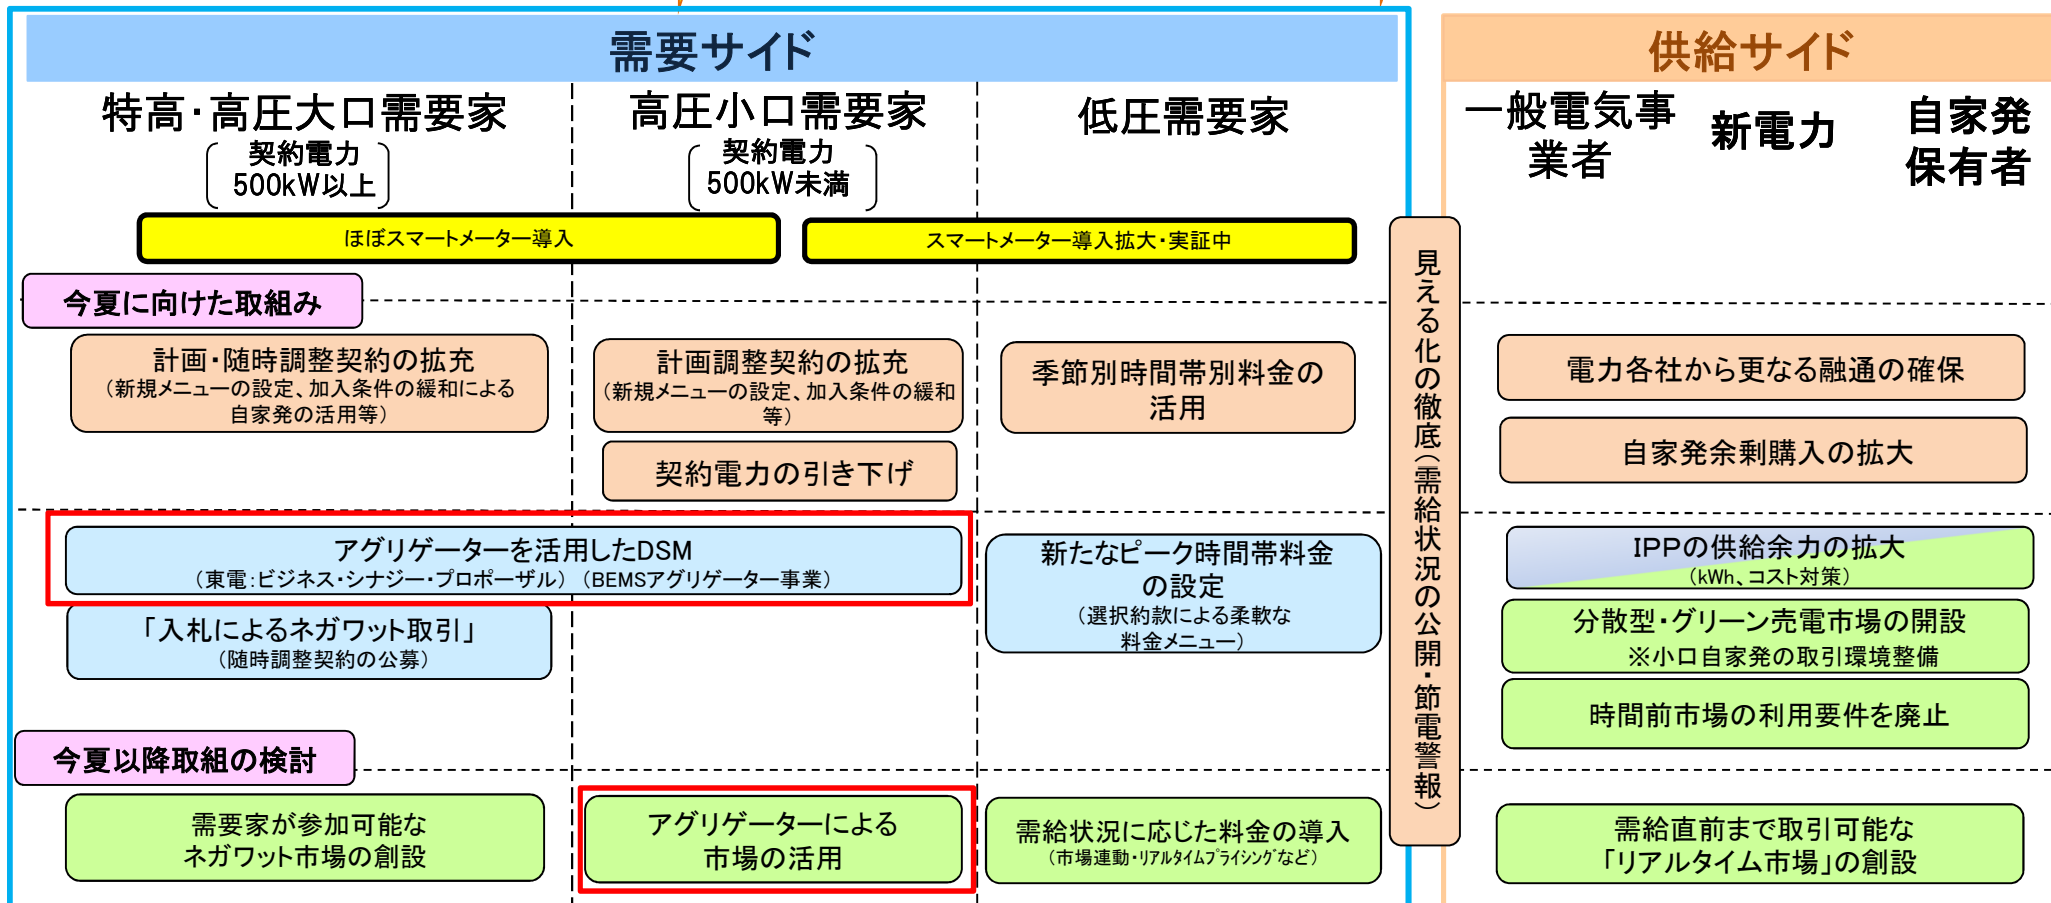 需要サイド
供給サイド
特高・高圧大口需要家
契約電力
500kW以上
高圧小口需要家
契約電力
500kW未満
低圧需要家
一般電気事
業者
新電力
自家発
保有者
ほぼスマートメーター導入
スマートメーター導入拡大・実証中
見える化の徹底（需給状況の公開・節電警報）
今夏に向けた取組み
計画・随時調整契約の拡充
（新規メニューの設定、加入条件の緩和による
自家発の活用等）
計画調整契約の拡充
（新規メニューの設定、加入条件の緩和
等）
契約電力の引き下げ
季節別時間帯別料金の
活用
電力各社から更なる融通の確保
自家発余剰購入の拡大
アグリゲーターを活用したDSM
（東電：ビジネス・シナジー・プロポーザル）（BEMSアグリゲーター事業）
「入札によるネガワット取引」
（随時調整契約の公募）
新たなピーク時間帯料金
の設定
（選択約款による柔軟な
料金メニュー）
IPPの供給余力の拡大
（kWh、コスト対策）
分散型・グリーン売電市場の開設
※小口自家発の取引環境整備
時間前市場の利用要件を廃止
今夏以降取組の検討
需要家が参加可能な
ネガワット市場の創設
アグリゲーターによる
市場の活用
需給状況に応じた料金の導入
（市場連動・ﾘｱﾙﾀｲﾑﾌﾟﾗｲｼﾝｸﾞなど）
需給直前まで取引可能な
「リアルタイム市場」の創設